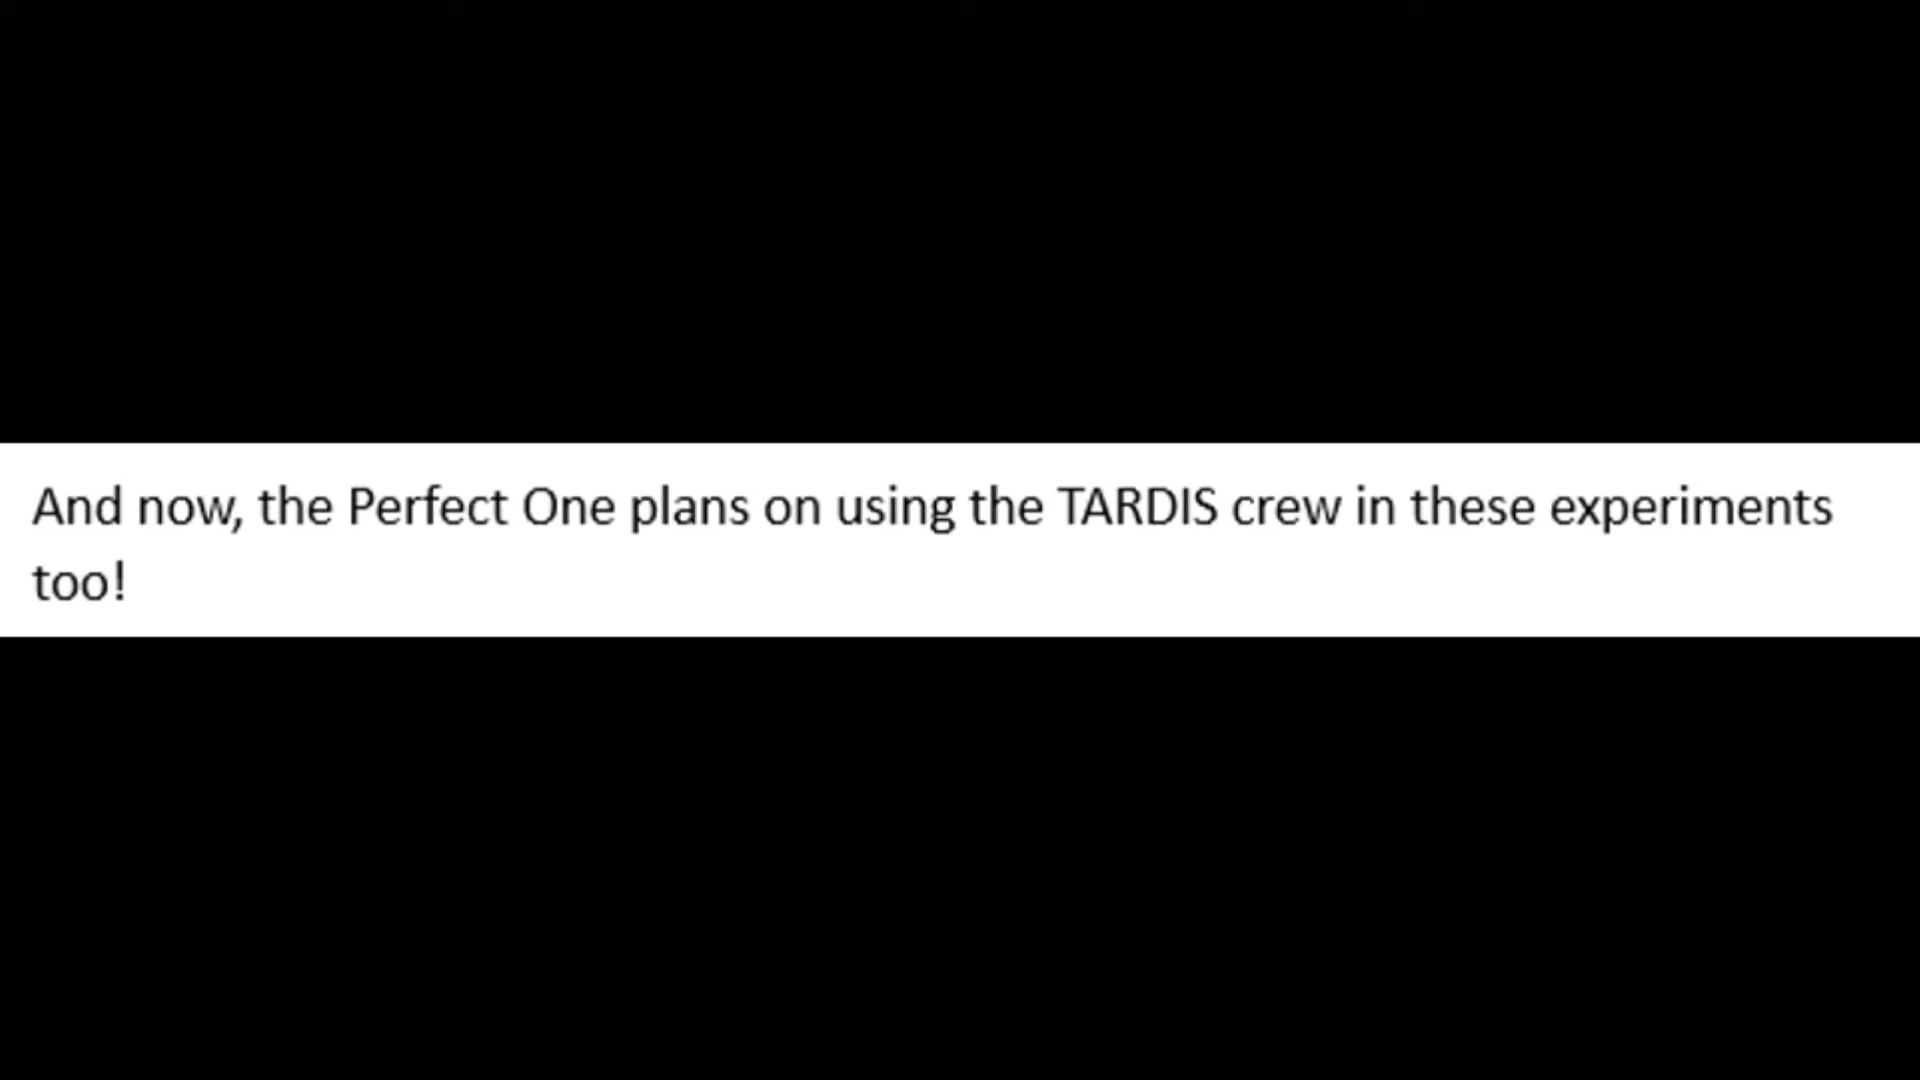 And now, the Perfect One plans on using the TARDIS crew in these experiments
too!